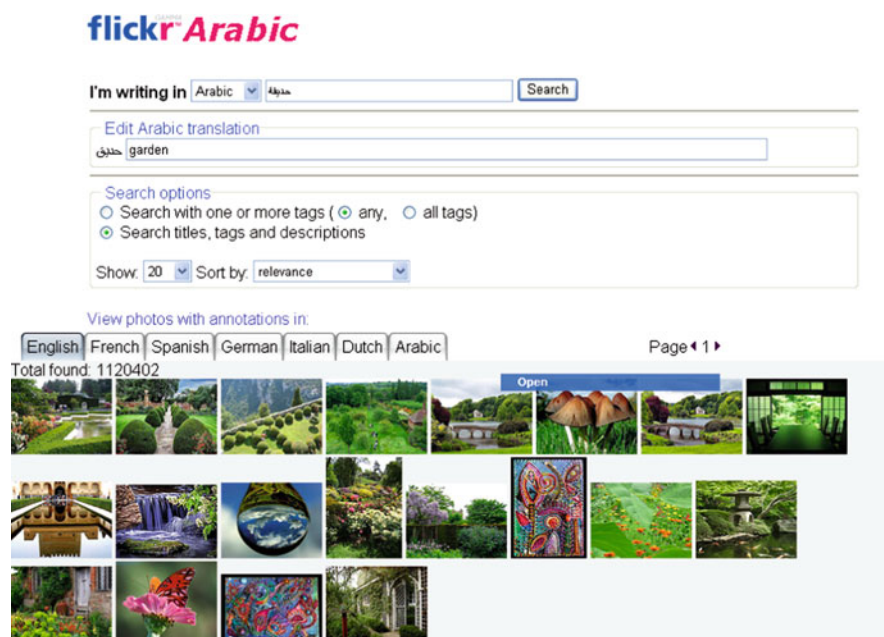 flickr Arabic
I'm writing in Arabic حديقة Search
Edit Arabic translation
حديق garden
Search options
Search with one or more tags ( any, all tags)
Search titles, tags and descriptions
Show: 20 Sort by: relevance
View photos with annotations in:
English French Spanish German Italian Dutch Arabic Page 1
Total found: 1120402
Open